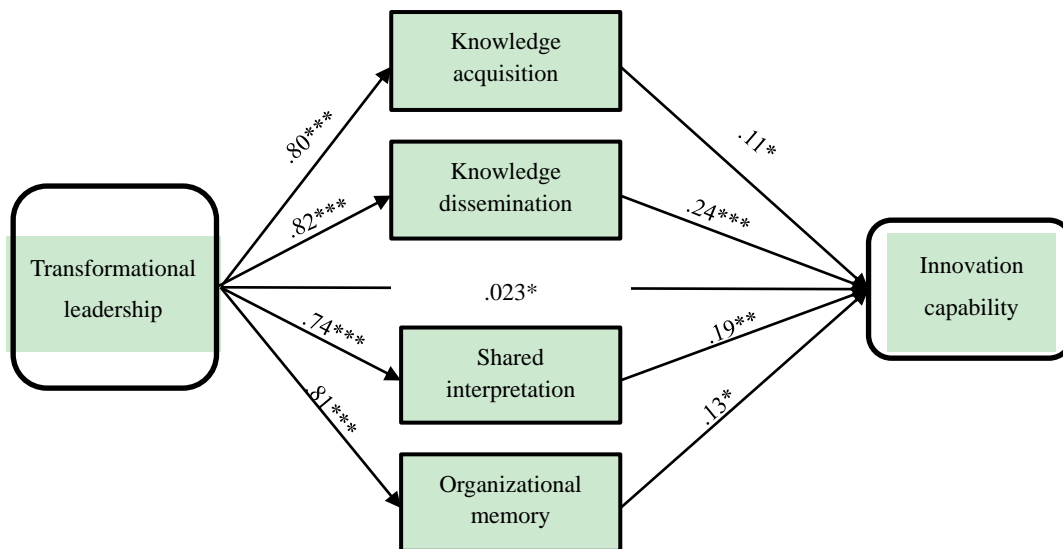 Knowledge
acquisition
.80***
.11*
Knowledge
dissemination
.82***
.24***
Transformational
leadership
.023*
Innovation
capability
.74***
Shared
interpretation
.19**
.81***
.13*
Organizational
memory